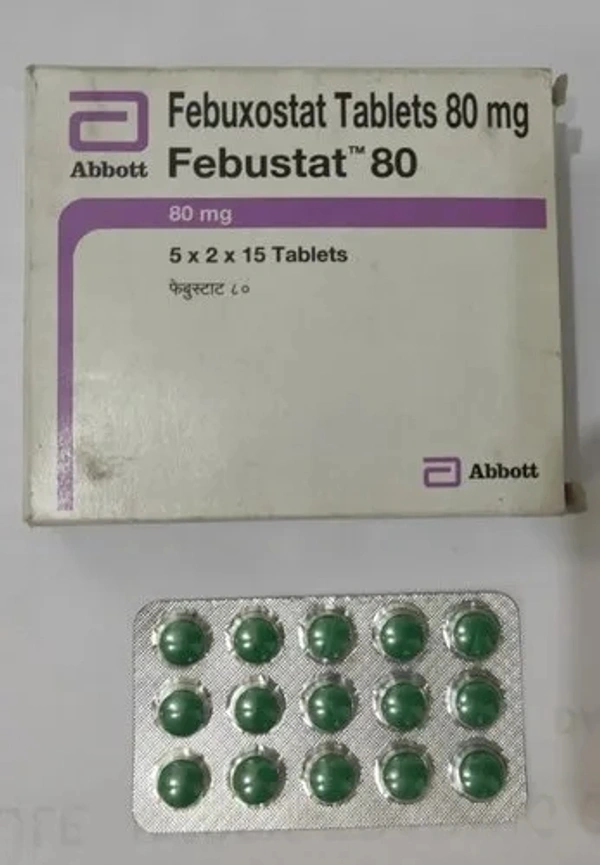 Febuxostat Tablets 80 mg
Abbott
Febustat™ 80
80 mg
5 x 2 x 15 Tablets
फेबुस्टाट ८०
Abbott